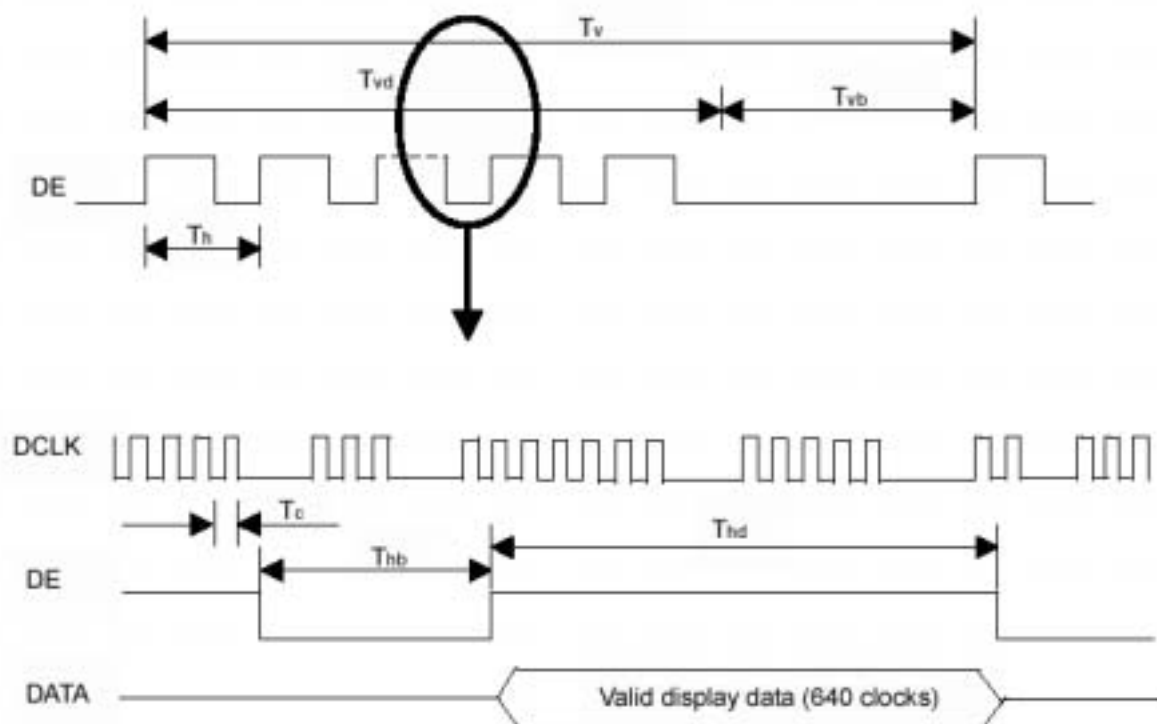 Tv
Tvd
Tvb
DE
Th
DCLK
Tc
Thd
Thb
DE
DATA
Valid display data (640 clocks)